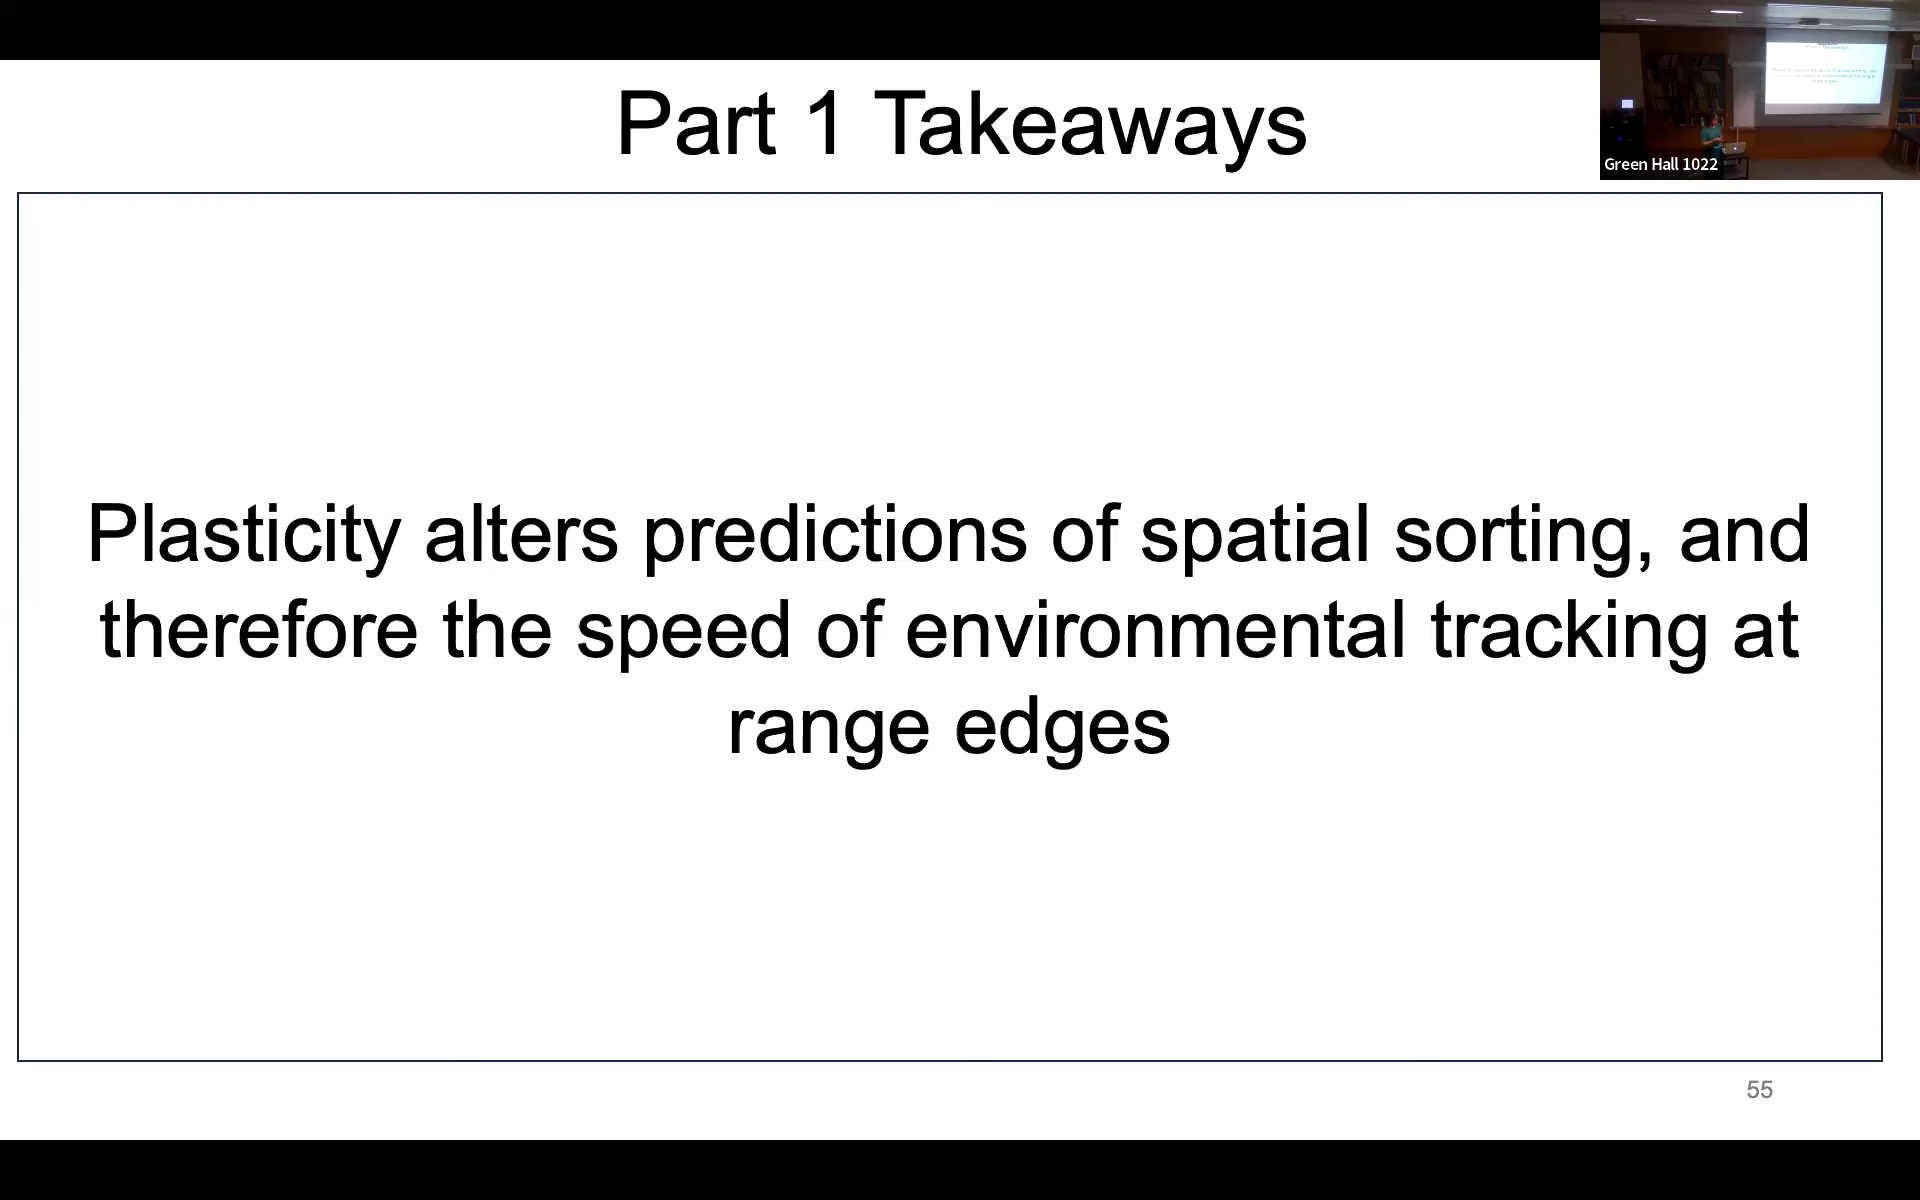 Part 1 Takeaways
Green Hall 1022
Plasticity alters predictions of spatial sorting, and
therefore the speed of environmental tracking at
range edges
55